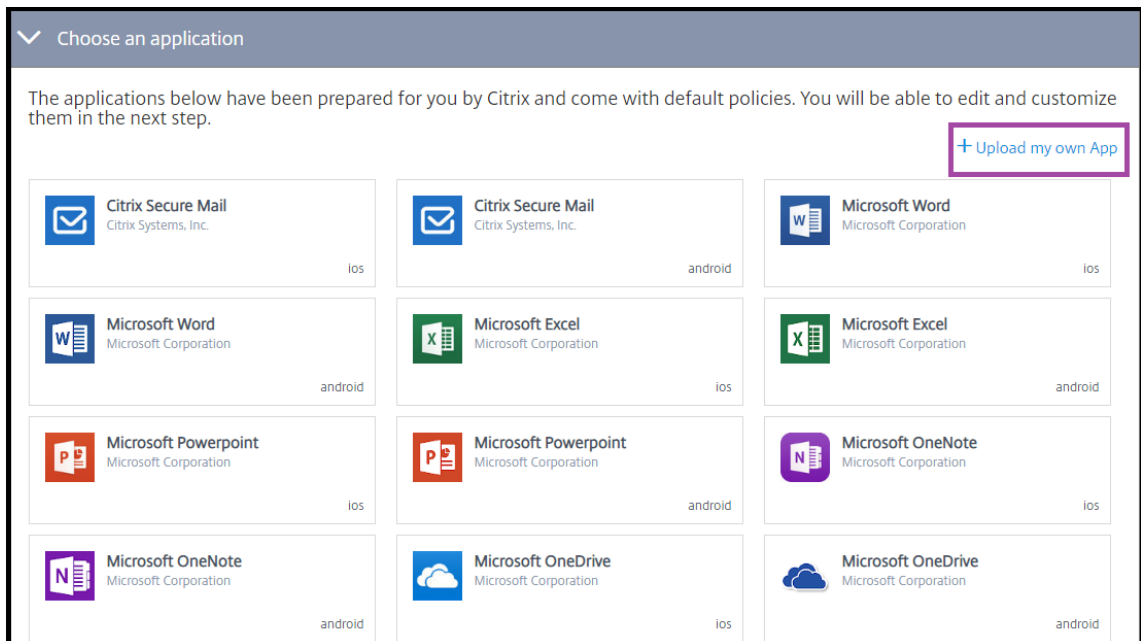 Choose an application
The applications below have been prepared for you by Citrix and come with default policies. You will be able to edit and customize
them in the next step.
+ Upload my own App
Citrix Secure Mail
Citrix Systems, Inc.
ios
Citrix Secure Mail
Citrix Systems, Inc.
android
Microsoft Word
Microsoft Corporation
ios
Microsoft Word
Microsoft Corporation
android
Microsoft Excel
Microsoft Corporation
ios
Microsoft Excel
Microsoft Corporation
android
Microsoft Powerpoint
Microsoft Corporation
ios
Microsoft Powerpoint
Microsoft Corporation
android
Microsoft OneNote
Microsoft Corporation
ios
Microsoft OneNote
Microsoft Corporation
android
Microsoft OneDrive
Microsoft Corporation
ios
Microsoft OneDrive
Microsoft Corporation
android